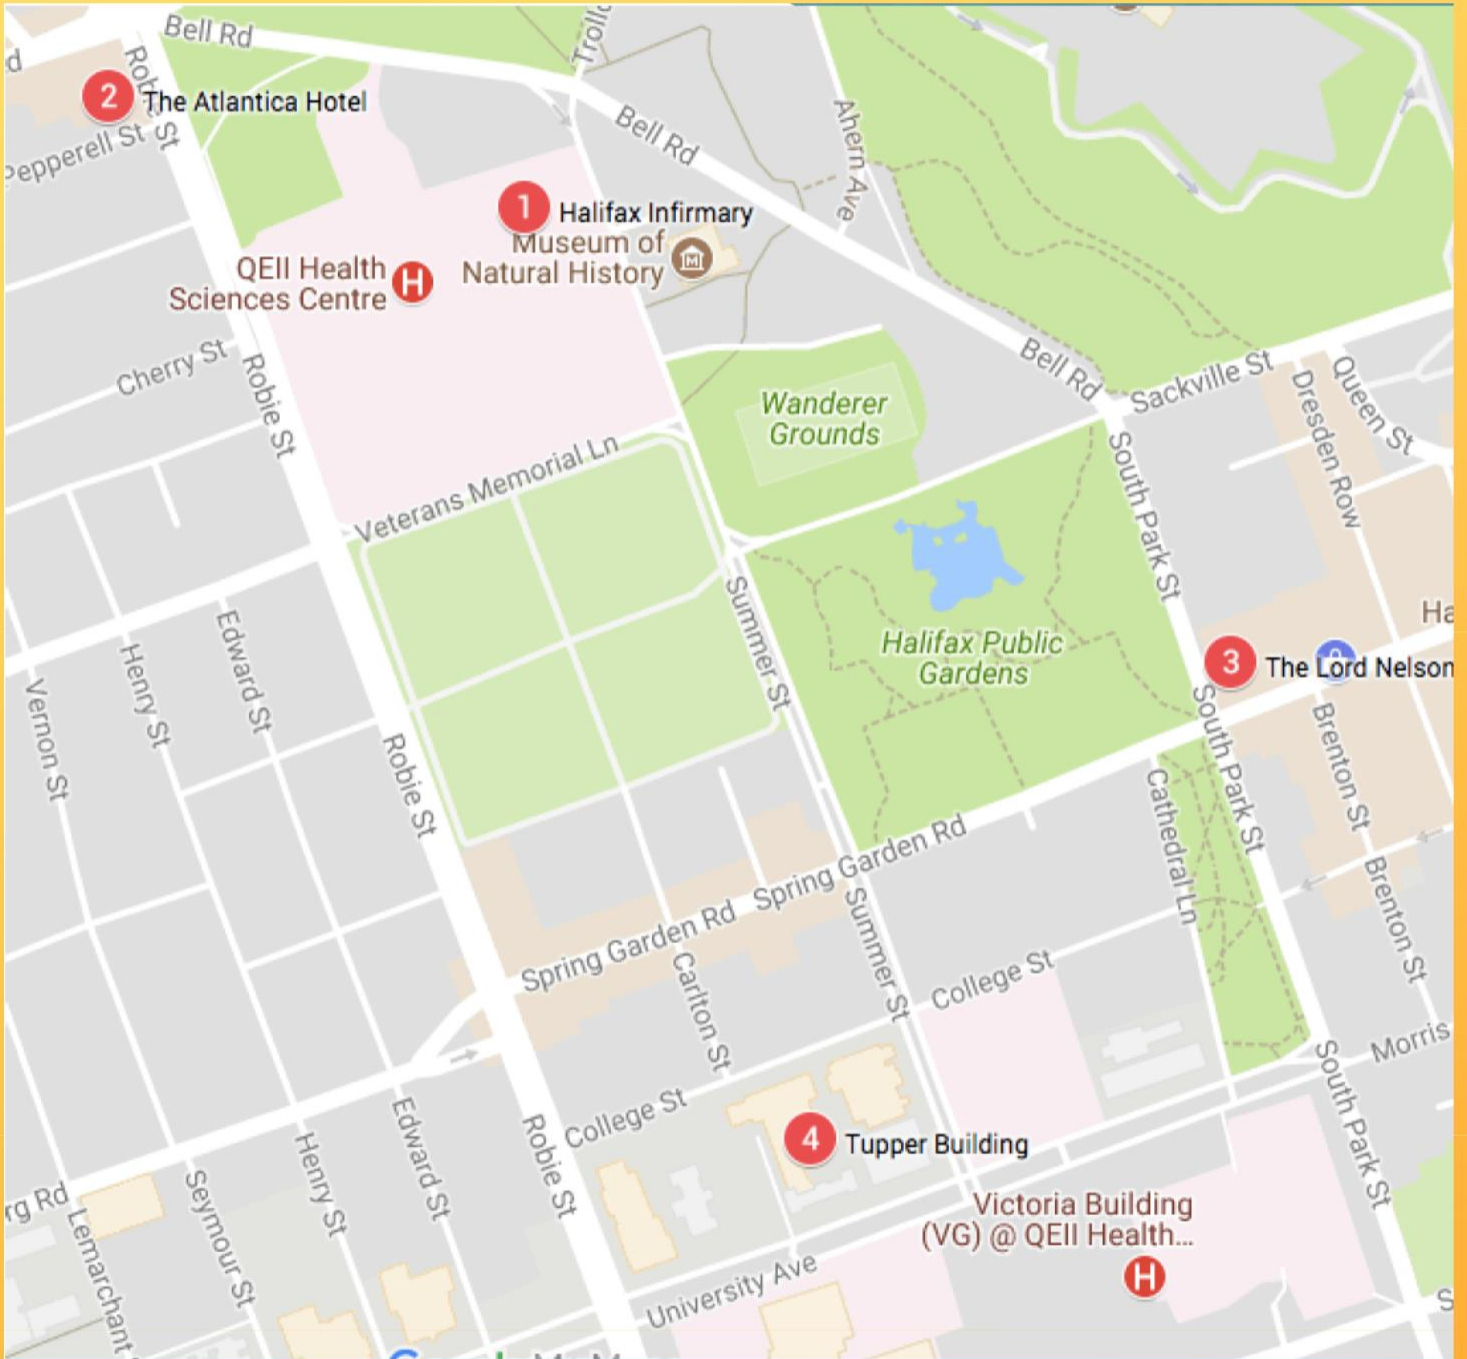 Bell Rd
Robie St
2
The Atlantica Hotel
Pepperell St
Bell Rd
Ahern Ave
1
Halifax Infirmary
Museum of
Natural History
QEII Health
Sciences Centre
H
Cherry St
Robie St
Bell Rd
Sackville St
Queen St
Dresden Row
Wanderer
Grounds
Veterans Memorial Ln
South Park St
Summer St
Halifax Public
Gardens
3
The Lord Nelson
Edward St
Henry St
Vernon St
Robie St
South Park St
Brenton St
Cathedral Ln
Spring Garden Rd
Spring Garden Rd
Summer St
Brenton St
Carlton St
College St
Morris
South Park St
College St
4
Tupper Building
Edward St
Henry St
Seymour St
Robie St
Lemarchant
rg Rd
Victoria Building
(VG) @ QEII Health...
H
University Ave